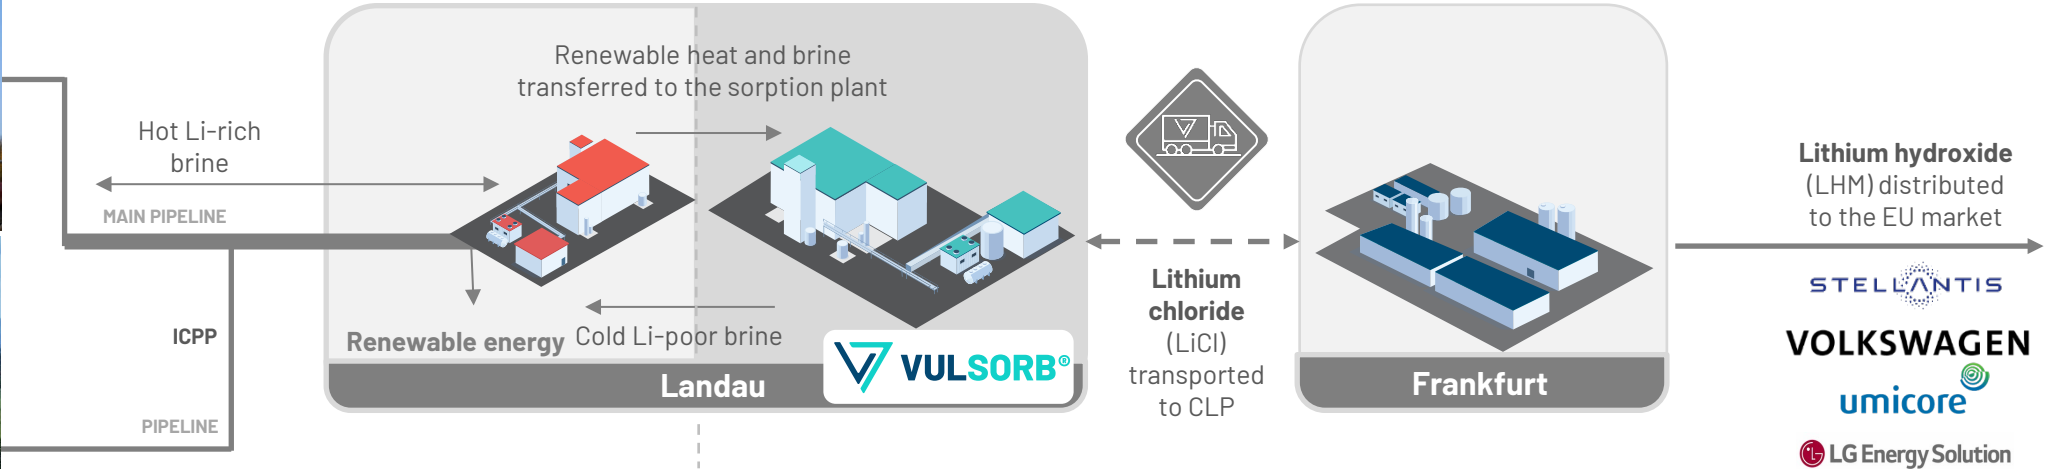 Hot Li-rich
brine
MAIN PIPELINE
ICPP
PIPELINE
Renewable heat and brine
transferred to the sorption plant
Renewable energy
Cold Li-poor brine
VULSORB®
Landau
Lithium
chloride
(LiCl)
transported
to CLP
Frankfurt
Lithium hydroxide
(LHM) distributed
to the EU market
STELLANTIS
VOLKSWAGEN
umicore
LG Energy Solution